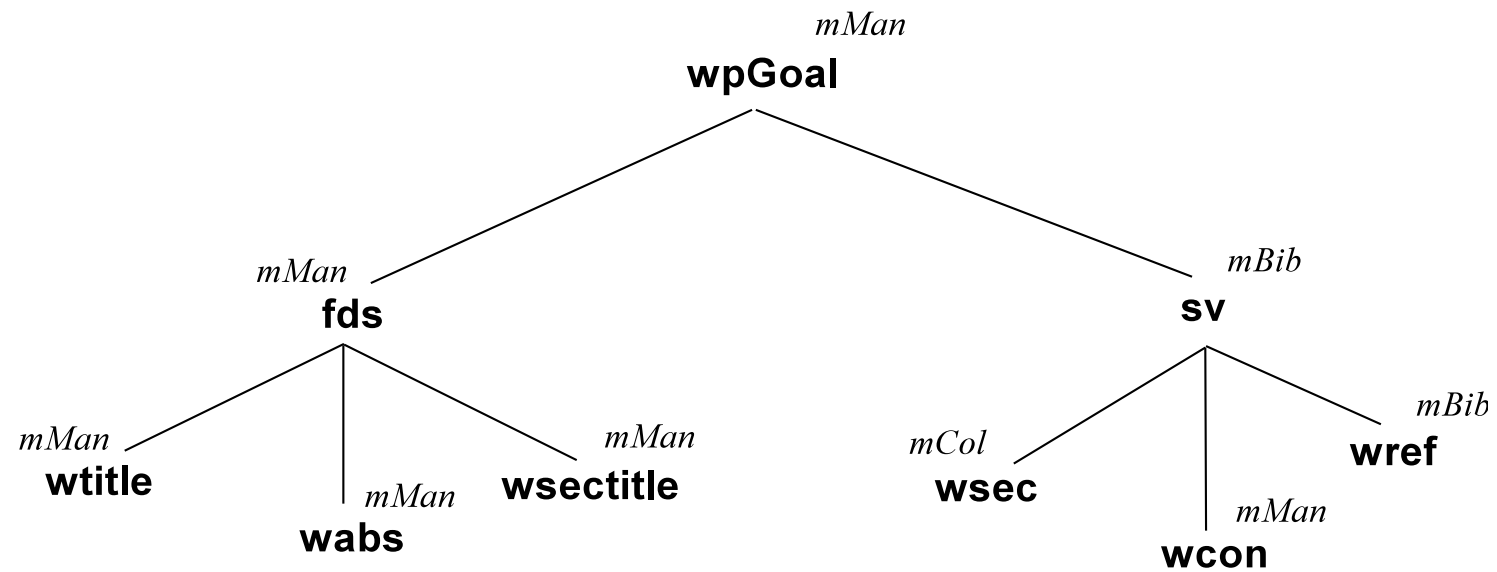 mMan
wpGoal
mMan
fds
mBib
sv
mMan
wtitle
mMan
wabs
mMan
wsectitle
mCol
wsec
mMan
wcon
mBib
wref